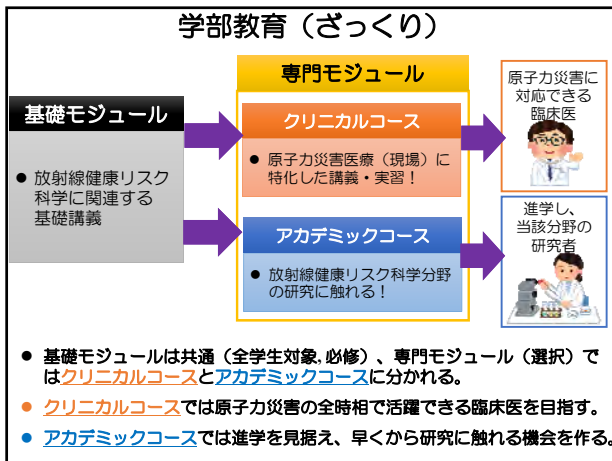 学部教育（ざっくり）
基礎モジュール
● 放射線健康リスク
科学に関連する
基礎講義
専門モジュール
クリニカルコース
● 原子力災害医療（現場）に
特化した講義・実習！
アカデミックコース
● 放射線健康リスク科学分野
の研究に触れる！
原子力災害に
対応できる
臨床医
進学し、
当該分野の
研究者
● 基礎モジュールは共通（全学生対象,必修）、専門モジュール（選択）で
はクリニカルコースとアカデミックコースに分かれる。
● クリニカルコースでは原子力災害の全時相で活躍できる臨床医を目指す。
● アカデミックコースでは進学を見据え、早くから研究に触れる機会を作る。